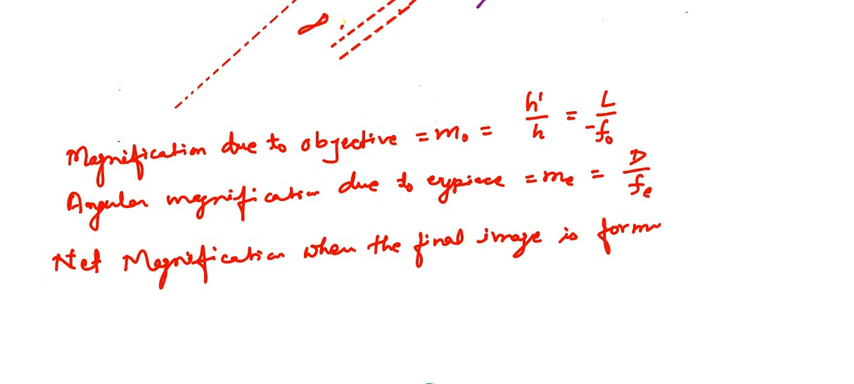 ∞
Magnification due to objective = m₀ = h'/h = L/-f₀
Angular magnification due to eypiece = mₑ = D/fₑ
Net Magnification when the final image is form